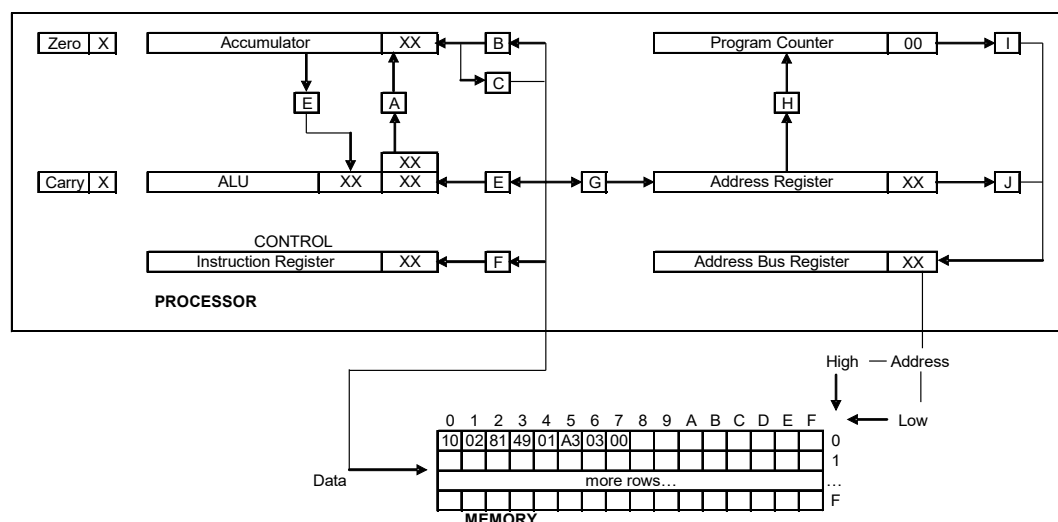 Zero X Accumulator XX B Program Counter 00 I
C
E A H
XX
Carry X ALU XX XX E G Address Register XX J
CONTROL
Instruction Register XX F Address Bus Register XX
PROCESSOR
High Address
0 1 2 3 4 5 6 7 8 9 A B C D E F Low
10 02 81 49 01 A3 03 00 0
1
Data more rows… …
F
MEMORY